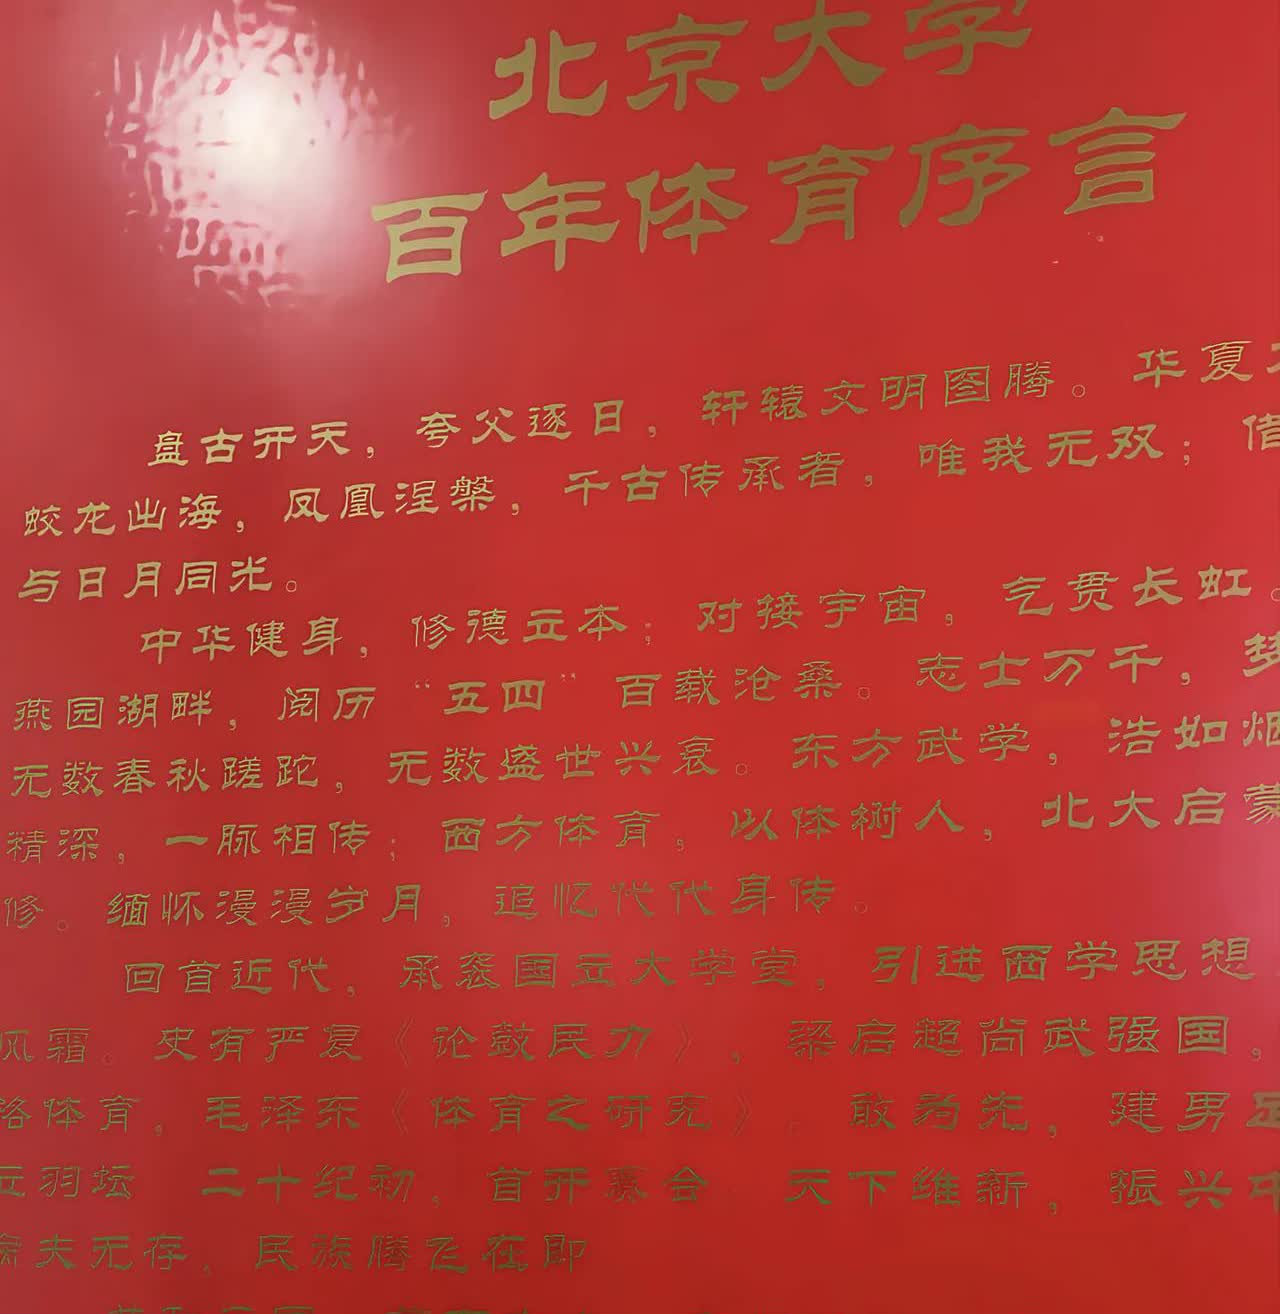 北京大学
百年体育序言
盘古开天，夸父逐日，轩辕文明图腾。华夏
蛟龙出海，凤凰涅槃，千古传承者，唯我无双；借
与日月同光。
中华健身，修德立本；对接宇宙，气贯长虹。
燕园湖畔，阅历“五四”百载沧桑。志士万千，梦
无数春秋蹉跎，无数盛世兴衰。东方武学，浩如烟
精深，一脉相传；西方体育，以体树人，北大启蒙
修。缅怀漫漫岁月，追忆代代身传。
回首近代，承袭国立大学堂，引进西学思想
风霜。史有严复《论鼓民力》，梁启超尚武强国，
体育，毛泽东《体育之研究》。敢为先，建男足
立羽坛 二十纪初，首开赛会 天下维新，振兴中
夫无存，民族腾飞在即